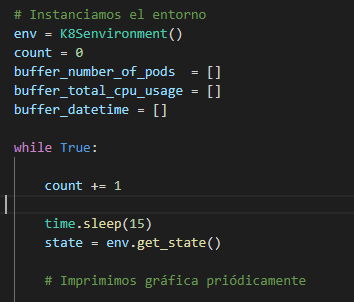 # Instanciamos el entorno
env = K8Senvironment()
count = 0
buffer_number_of_pods  = []
buffer_total_cpu_usage = []
buffer_datetime = []
while True:
count += 1
time.sleep(15)
state = env.get_state()
# Imprimimos gráfica priódicamente